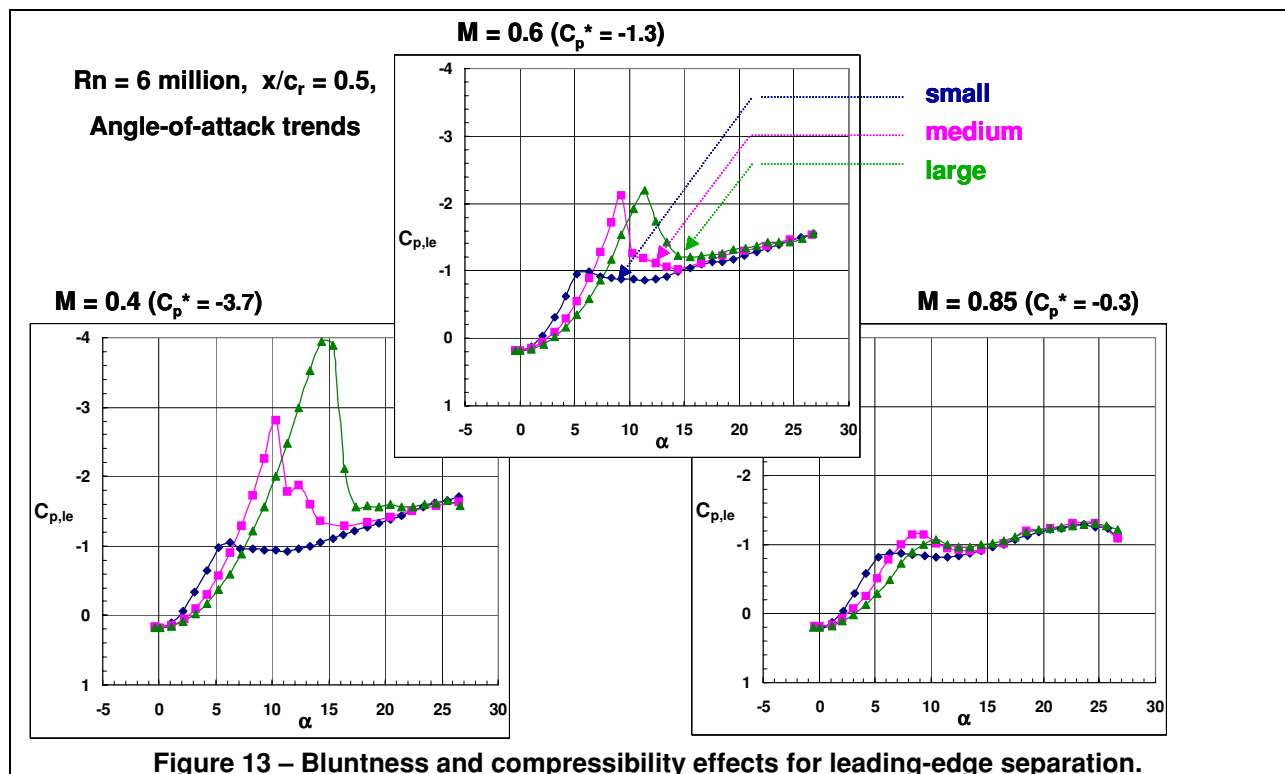 M = 0.6 (Cp* = -1.3)
Rn = 6 million, x/cr = 0.5,
Angle-of-attack trends
small
medium
large
-4
-3
-2
-1
0
1
Cp,le
-5 0 5 10 15 20 25 30
α
M = 0.4 (Cp* = -3.7)
-4
-3
-2
-1
0
1
Cp,le
-5 0 5 10 15 20 25 30
α
M = 0.85 (Cp* = -0.3)
-2
-1
0
1
Cp,le
-5 0 5 10 15 20 25 30
α
Figure 13 – Bluntness and compressibility effects for leading-edge separation.